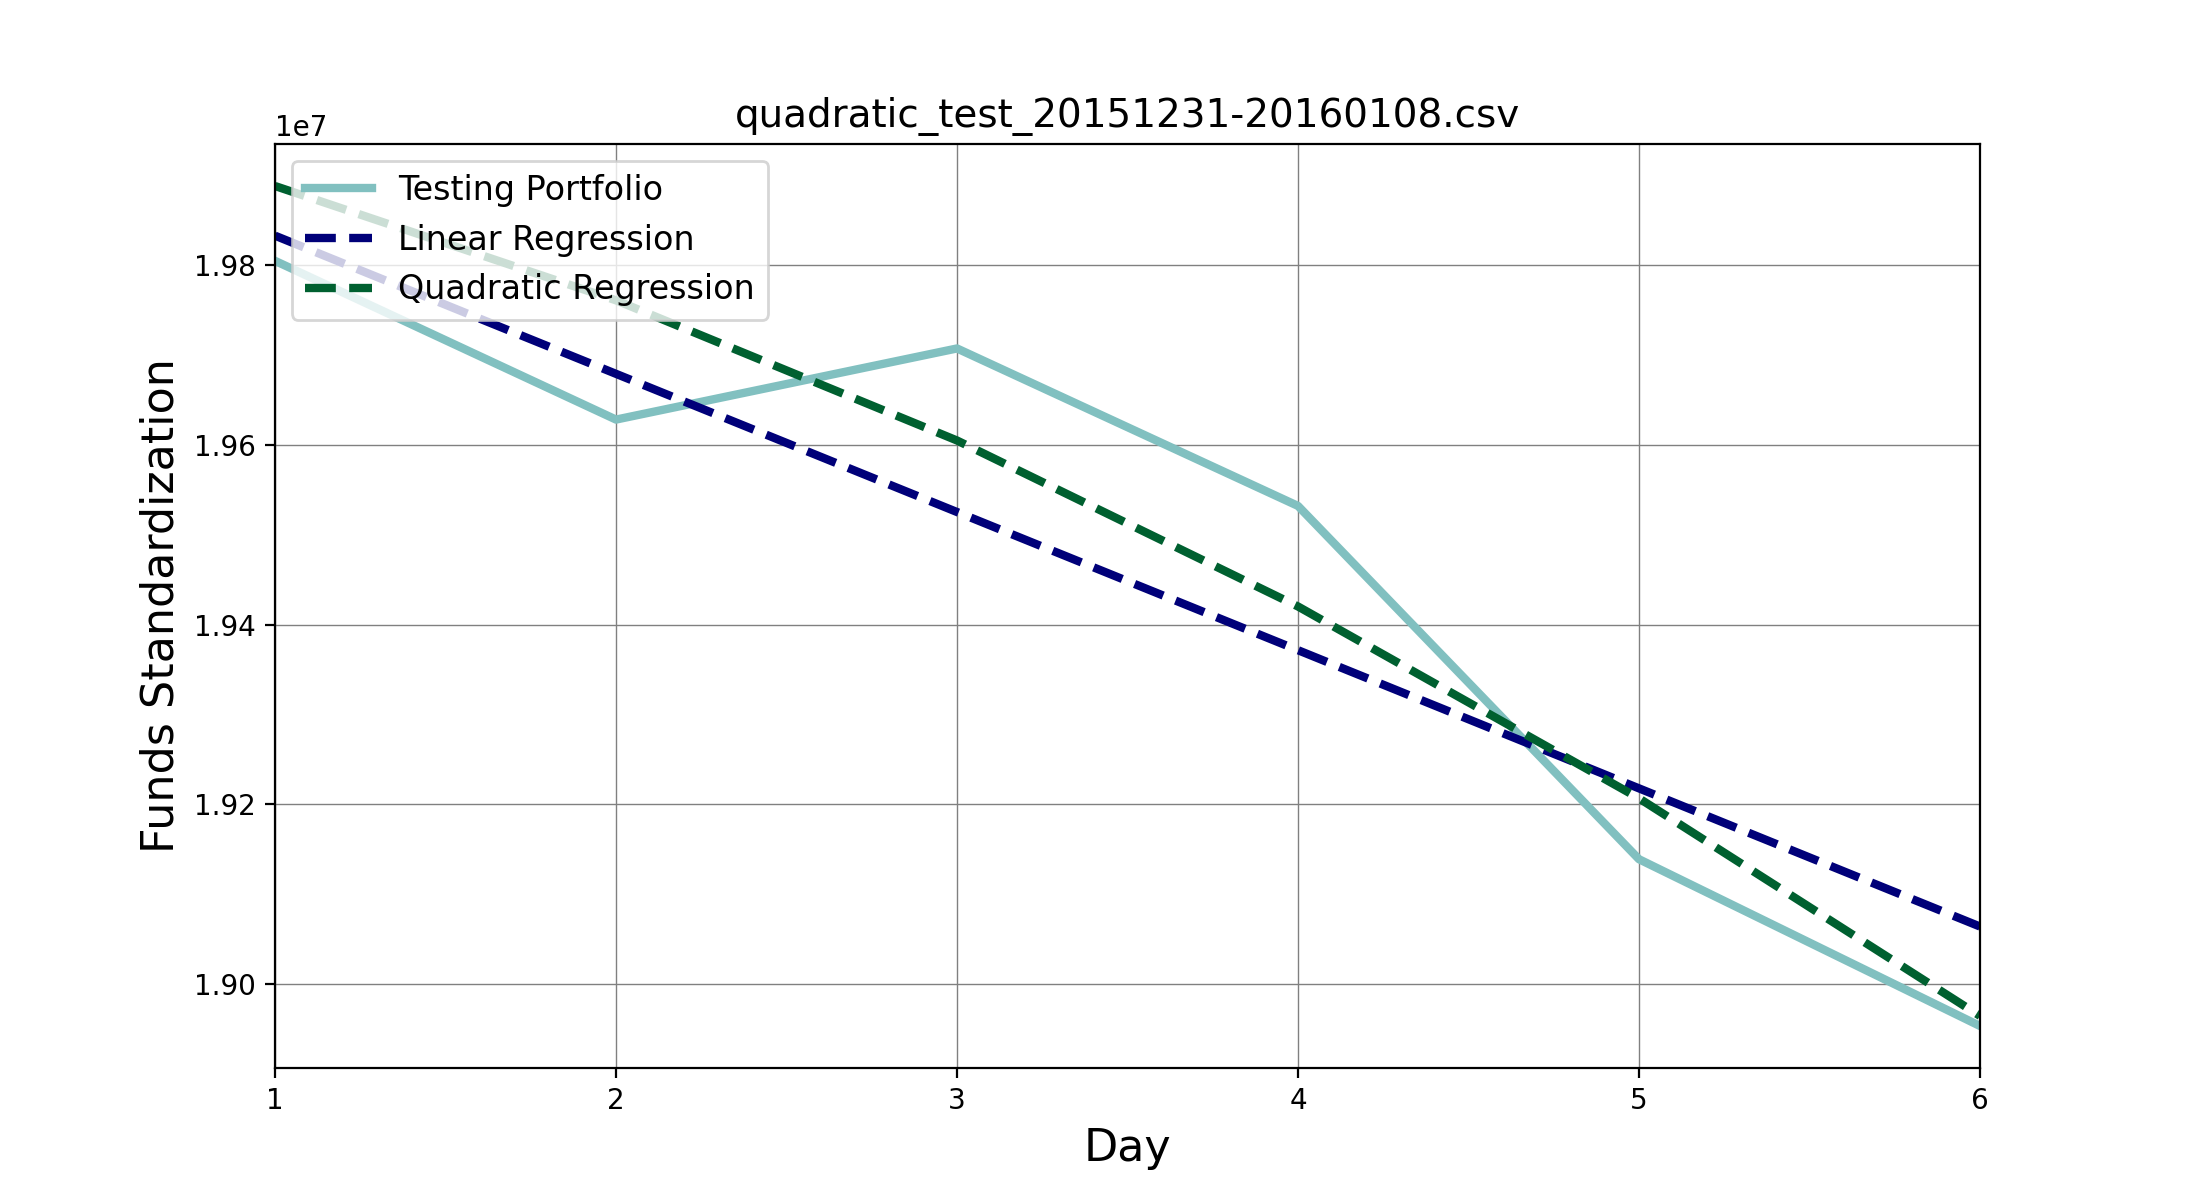 quadratic_test_20151231-20160108.csv
1e7
Testing Portfolio
Linear Regression
Quadratic Regression
1.98
1.96
1.94
1.92
1.90
Funds Standardization
1 2 3 4 5 6
Day